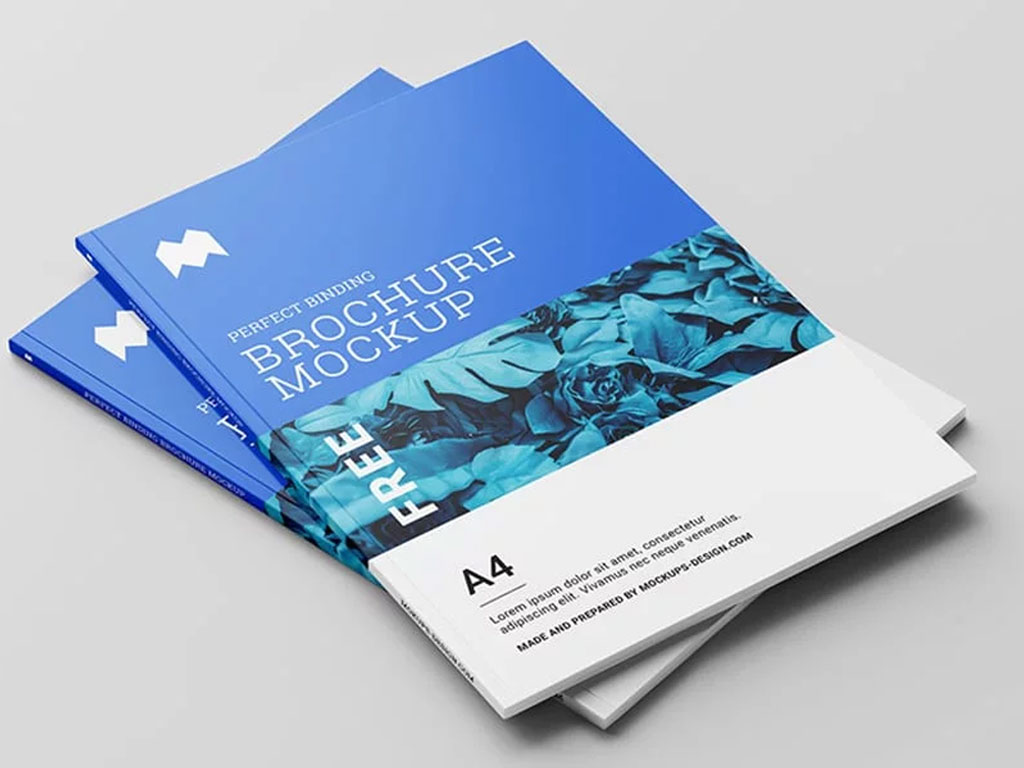 PERFECT BINDING
BROCHURE
MOCKUP
FREE
A4
Lorem ipsum dolor sit amet, consectetur
adipiscing elit. Vivamus nec neque venenatis.
MADE AND PREPARED BY MOCKUPS-DESIGN.COM
MOKUPS-DESIGN.COM
PERFECT BINDING BROCHURE MOCKUP